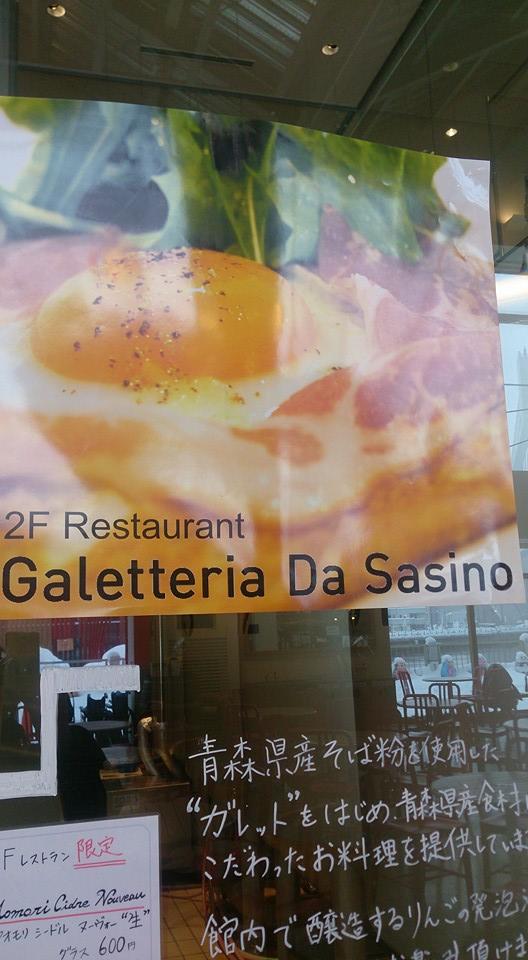 2F Restaurant
Galetteria Da Sasino
青森県産そば粉を使用した
“ガレット”をはじめ、青森県産食材
こだわったお料理を提供していま
館内で醸造するりんごの発泡
F レストラン 限定
omori Cidre Nouveau
アオモリ シードル ヌーヴォー “生”
グラス 600円